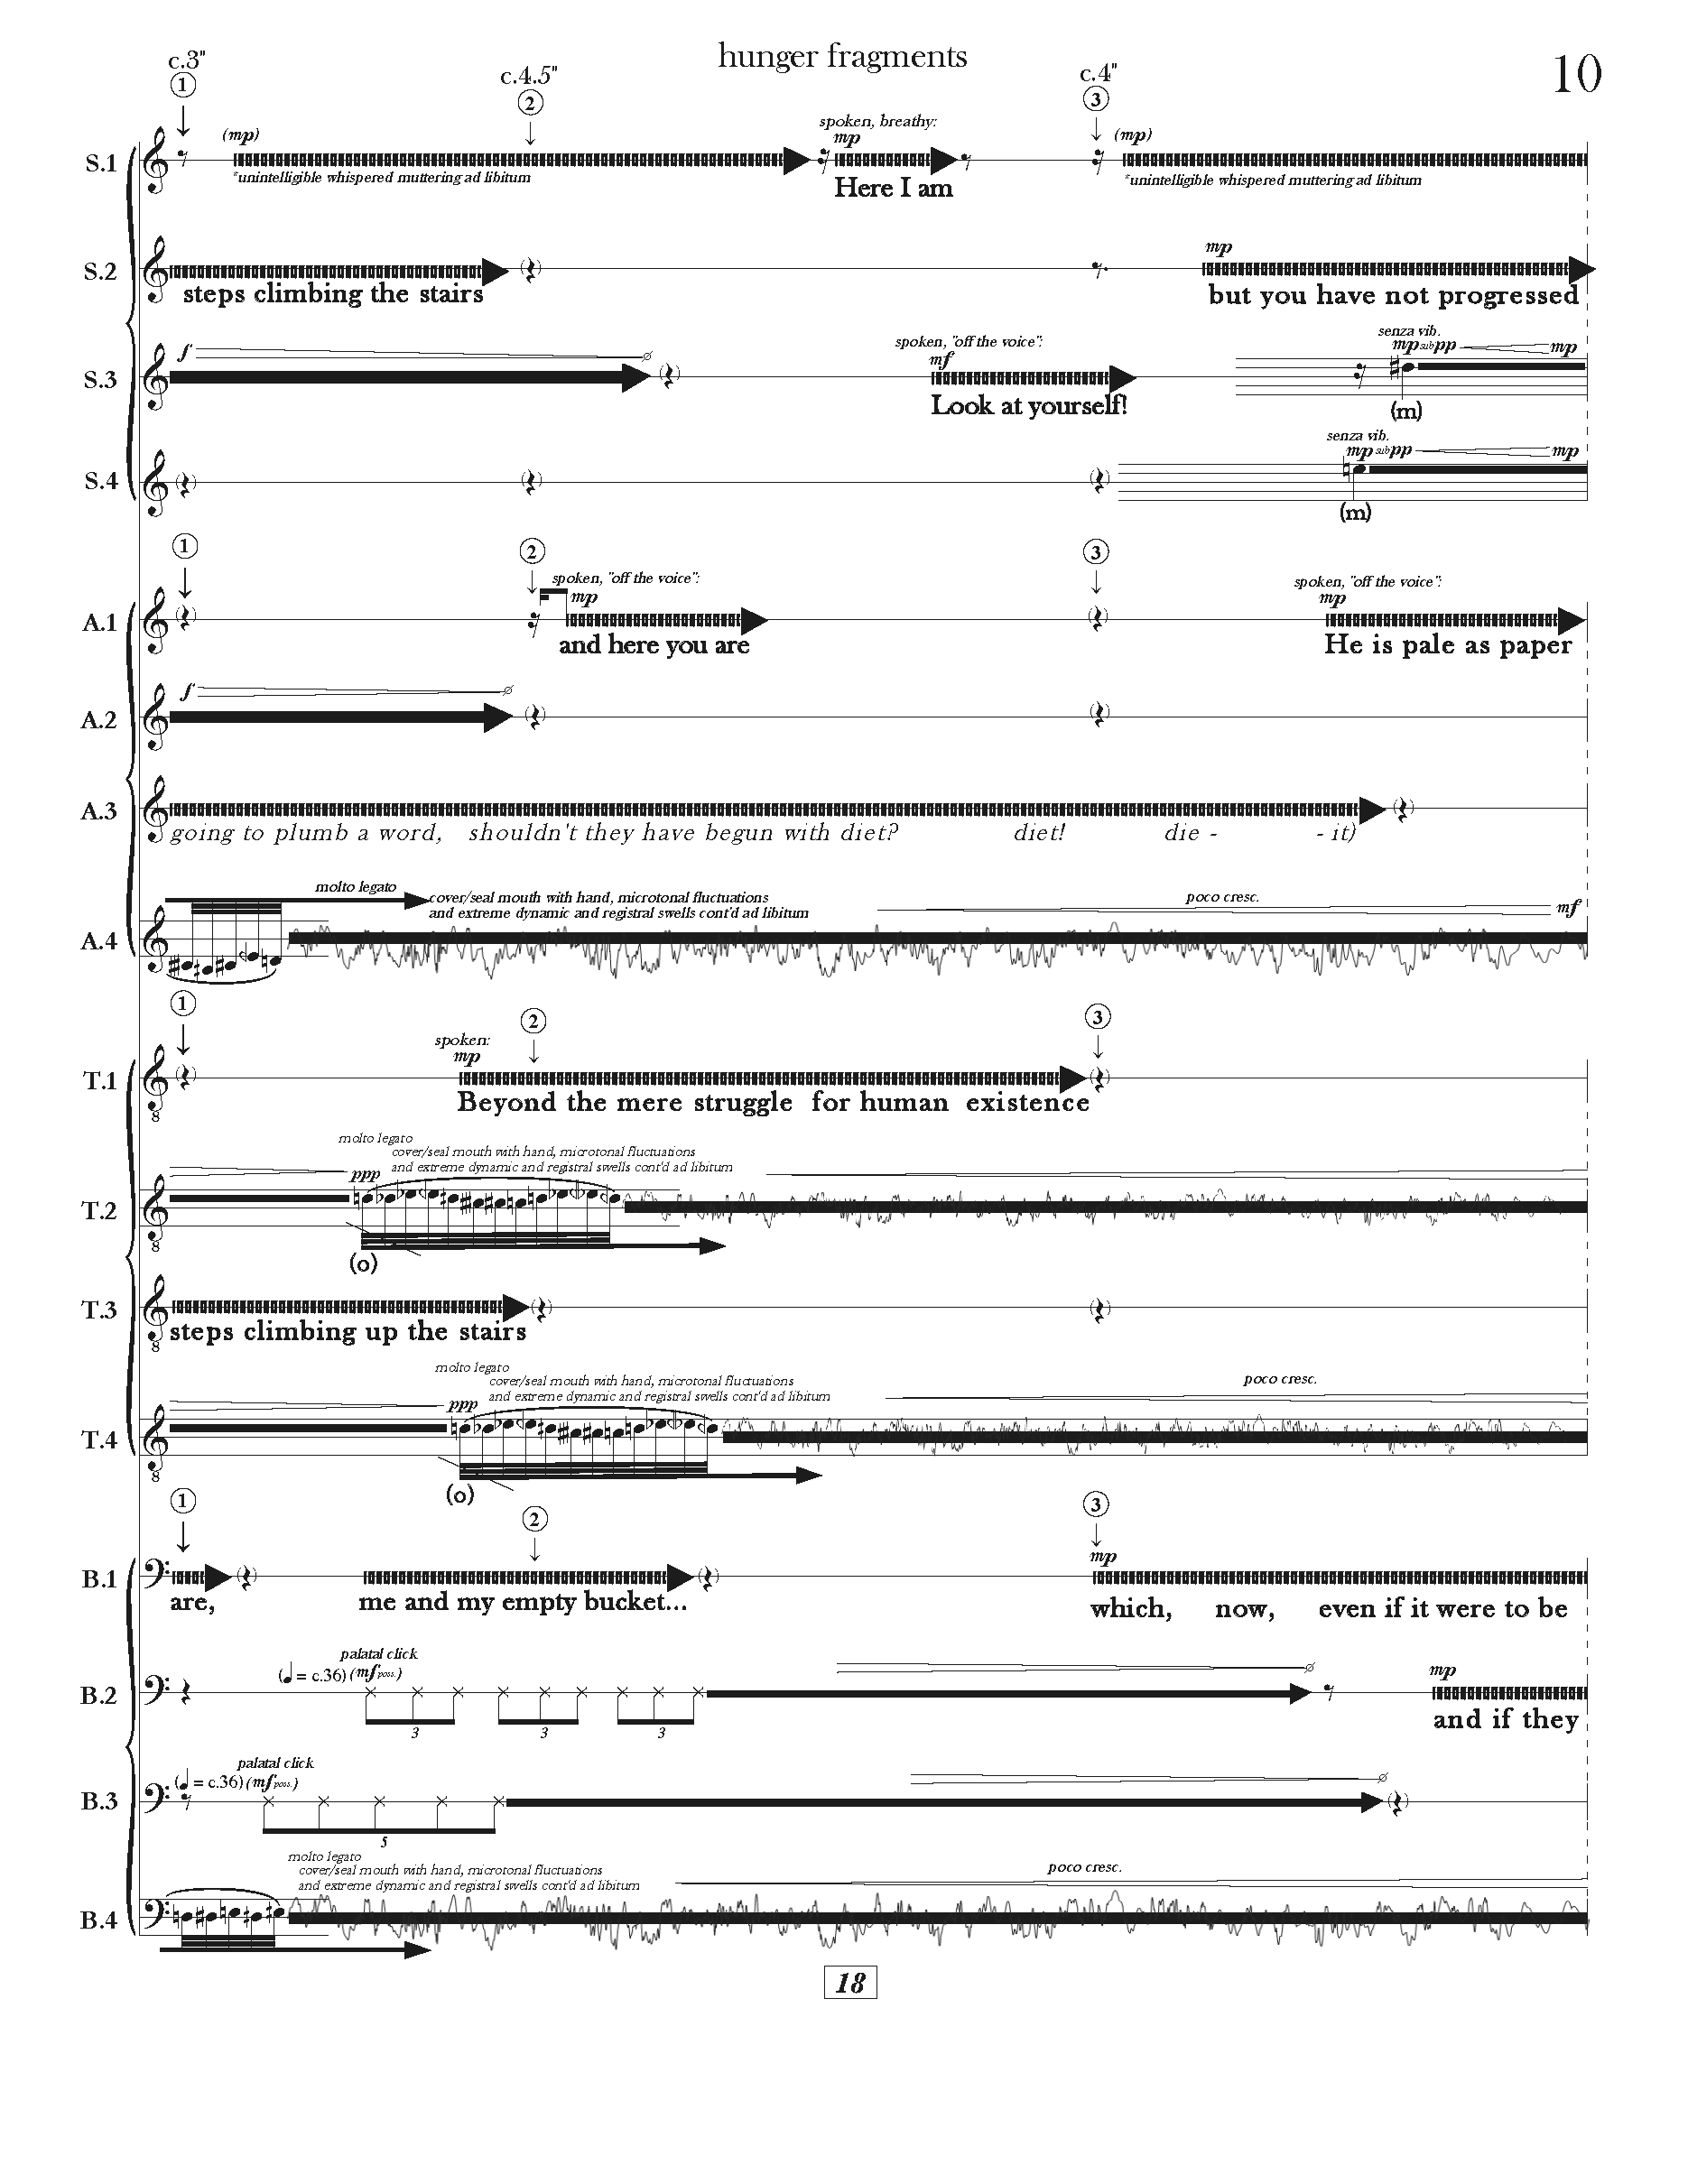 hunger fragments
10
c.3" c.4.5" c.4"
1 2 3
(mp) spoken, breathy: mp (mp)
S.1
*unintelligible whispered muttering ad libitum Here I am *unintelligible whispered muttering ad libitum
mp
S.2
steps climbing the stairs but you have not progressed
f spoken, "off the voice": mf senza vib. mp sub pp mp
S.3
Look at yourself! (m)
senza vib. mp sub pp mp
S.4
(m)
1 2 3
spoken, "off the voice": mp spoken, "off the voice": mp
A.1
and here you are He is pale as paper
f
A.2
A.3
going to plumb a word, shouldn't they have begun with diet? diet! die - - it)
molto legato cover/seal mouth with hand, microtonal fluctuations poco cresc.
and extreme dynamic and registral swells cont'd ad libitum mf
A.4
1 2 3
spoken: mp
T.1
8
Beyond the mere struggle for human existence
molto legato
cover/seal mouth with hand, microtonal fluctuations
and extreme dynamic and registral swells cont'd ad libitum
ppp
T.2
8
(o)
T.3
8
steps climbing up the stairs
molto legato
cover/seal mouth with hand, microtonal fluctuations poco cresc.
and extreme dynamic and registral swells cont'd ad libitum
ppp
T.4
8
(o)
1 2 3
mp
B.1
are, me and my empty bucket... which, now, even if it were to be
palatal click
(♩ = c.36) (mf poss.) mp
B.2
3 3 3 and if they
palatal click
(♩ = c.36) (mf poss.)
B.3
5
molto legato
cover/seal mouth with hand, microtonal fluctuations poco cresc.
and extreme dynamic and registral swells cont'd ad libitum
B.4
18